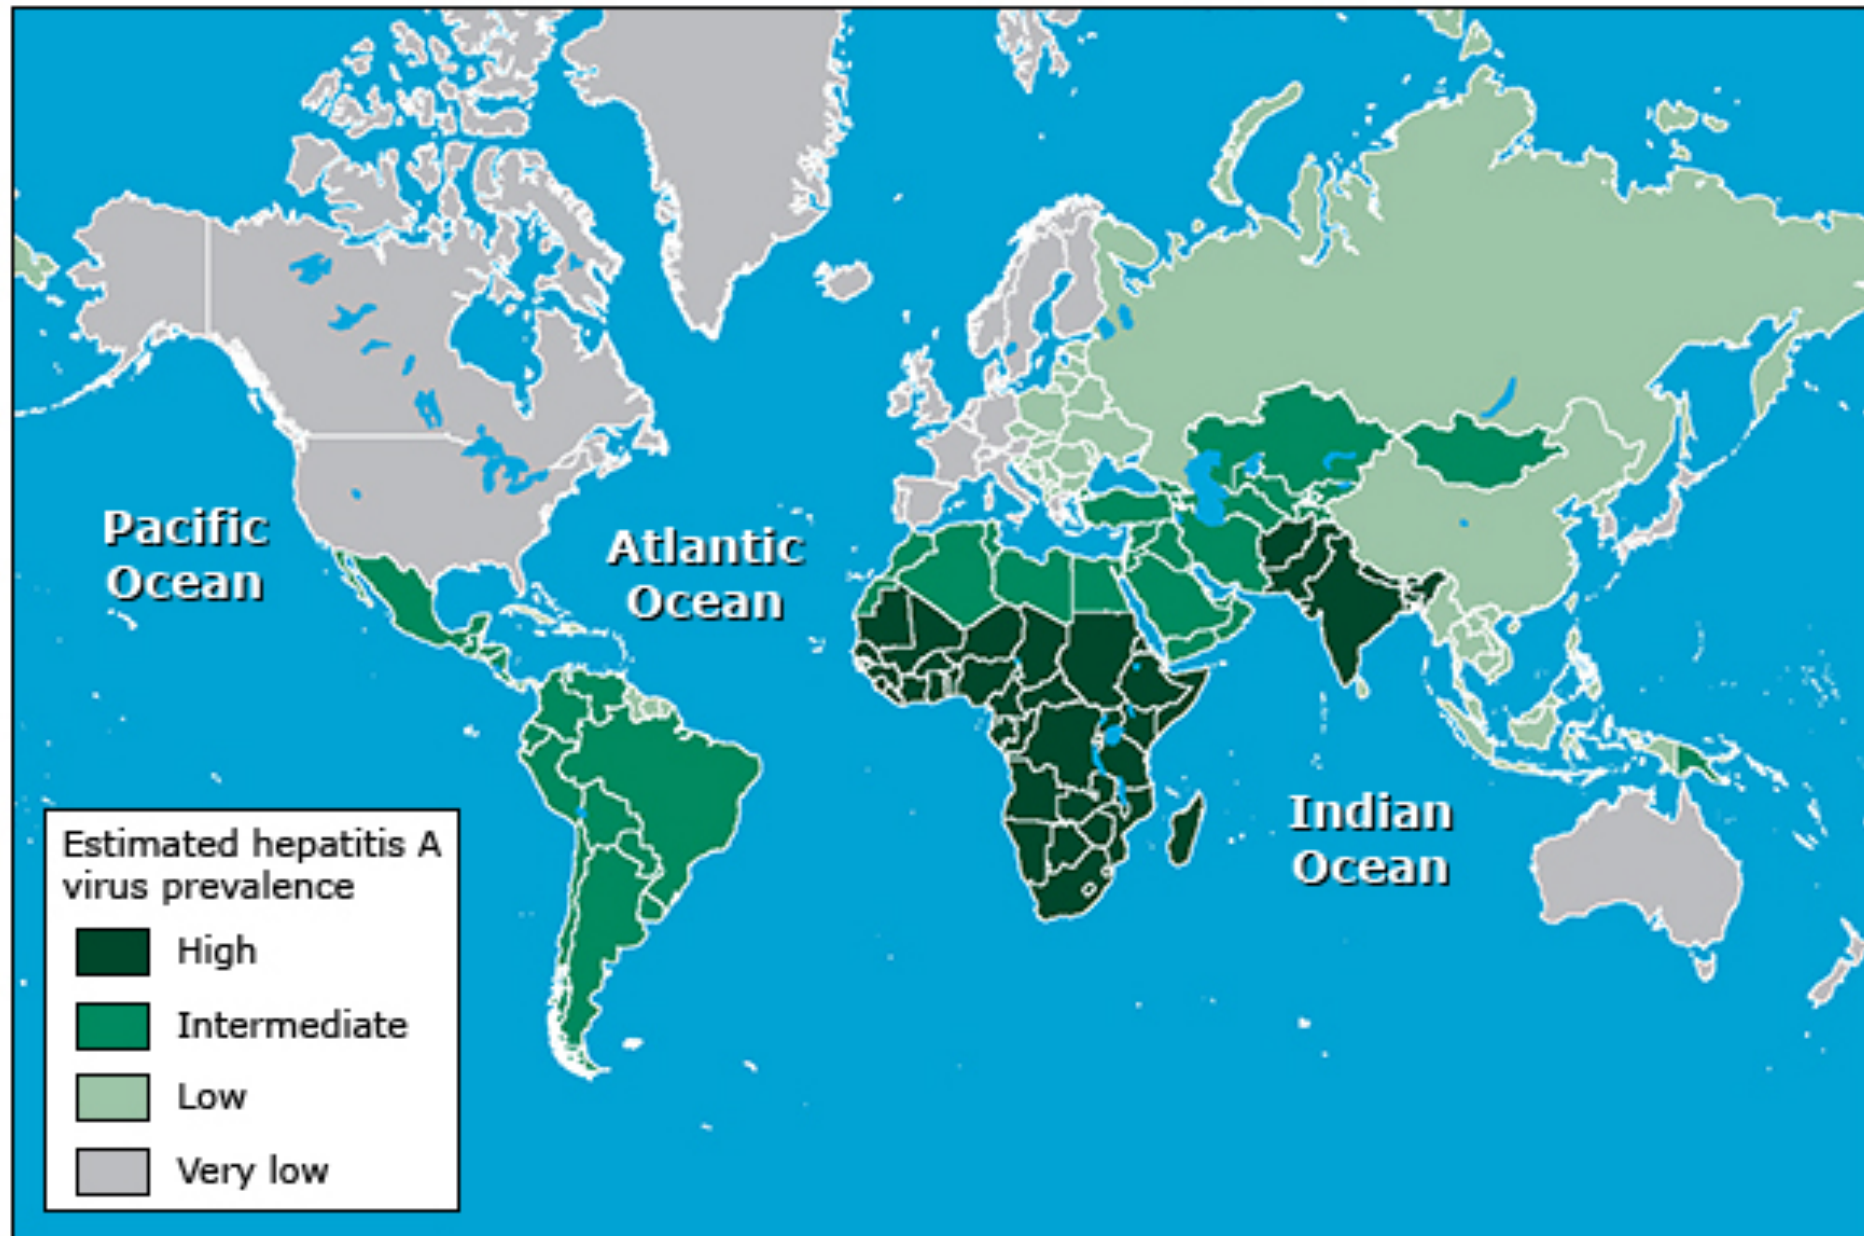 Pacific
Ocean
Atlantic
Ocean
Indian
Ocean
Estimated hepatitis A
virus prevalence
High
Intermediate
Low
Very low